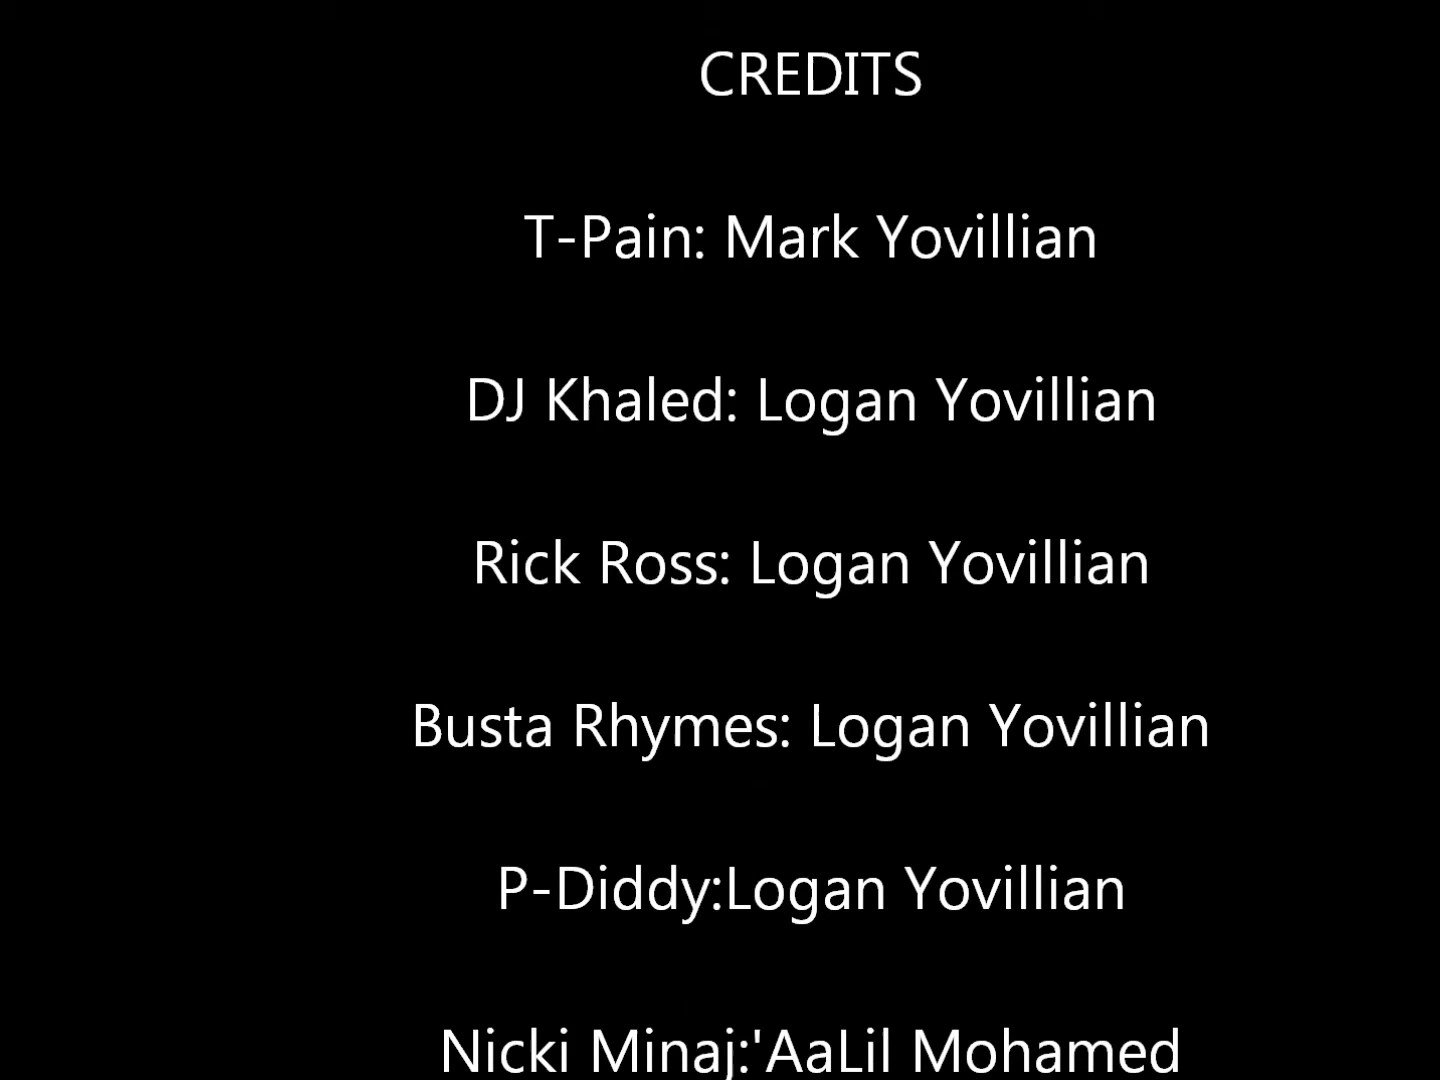 CREDITS
T-Pain: Mark Yovillian
DJ Khaled: Logan Yovillian
Rick Ross: Logan Yovillian
Busta Rhymes: Logan Yovillian
P-Diddy:Logan Yovillian
Nicki Minaj:'AaLil Mohamed